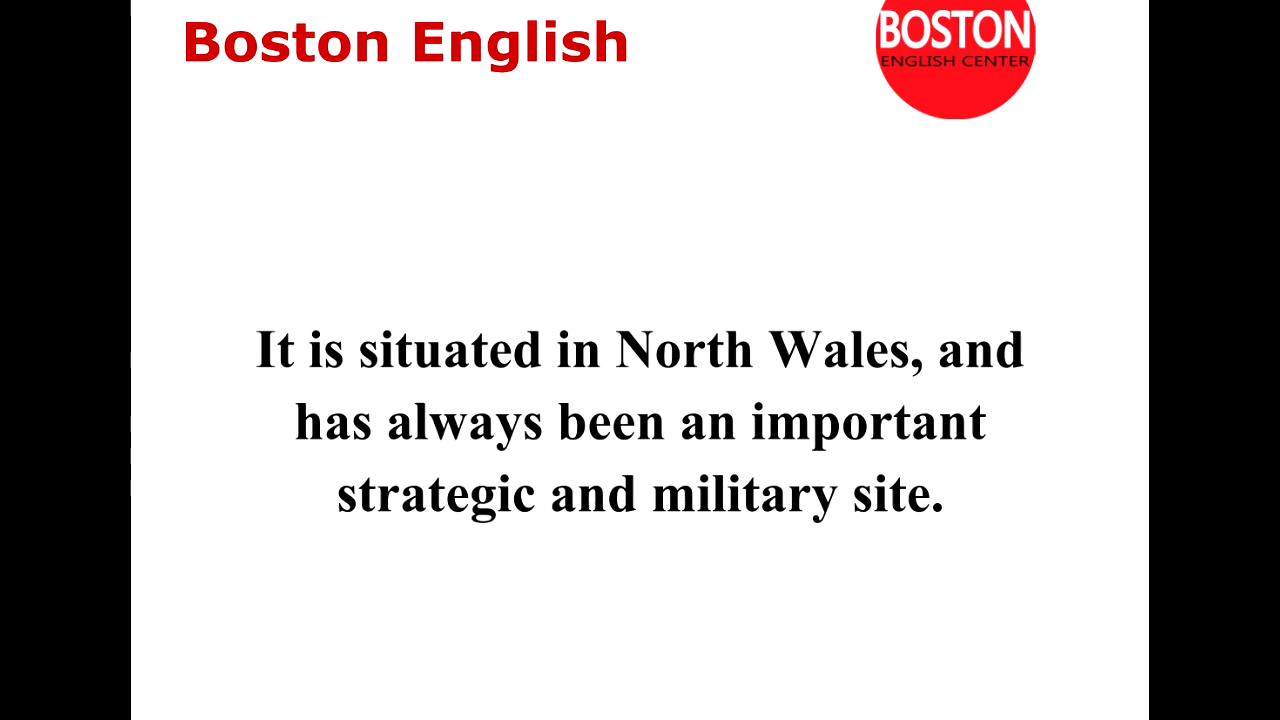 Boston English
BOSTON
ENGLISH CENTER
It is situated in North Wales, and
has always been an important
strategic and military site.